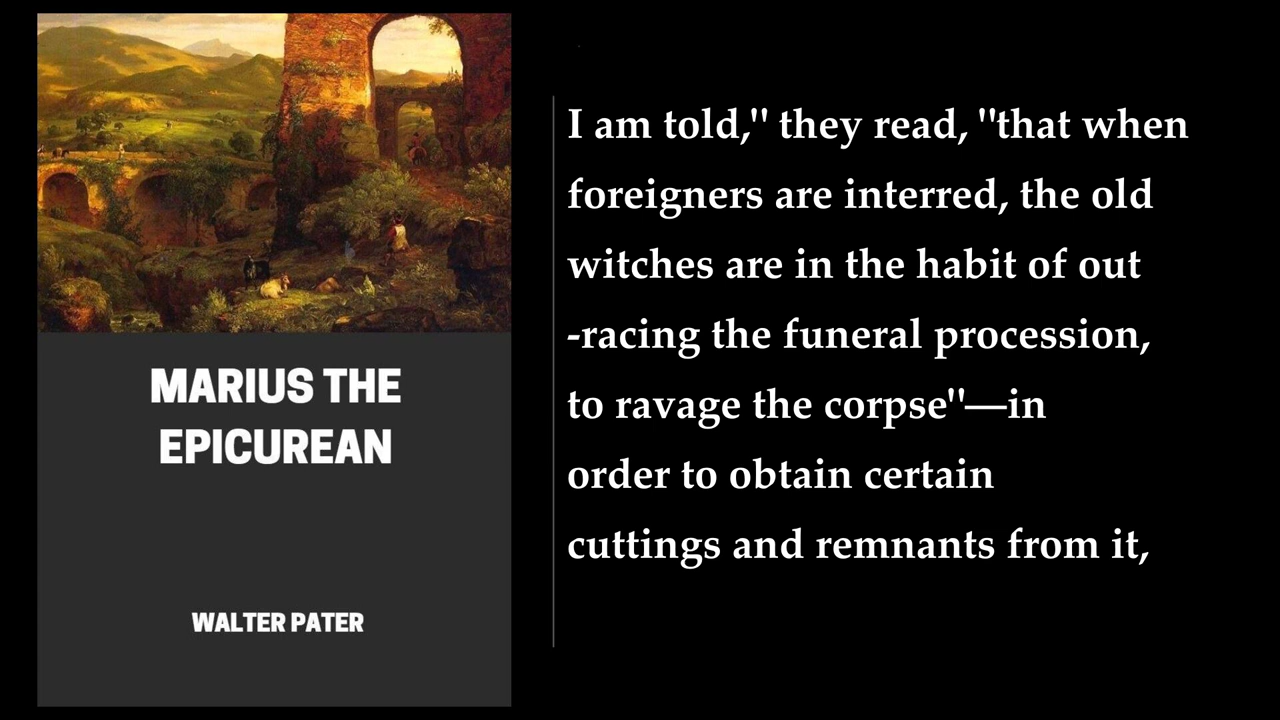 MARIUS THE
EPICUREAN
WALTER PATER
I am told," they read, "that when
foreigners are interred, the old
witches are in the habit of out
-racing the funeral procession,
to ravage the corpse"—in
order to obtain certain
cuttings and remnants from it,